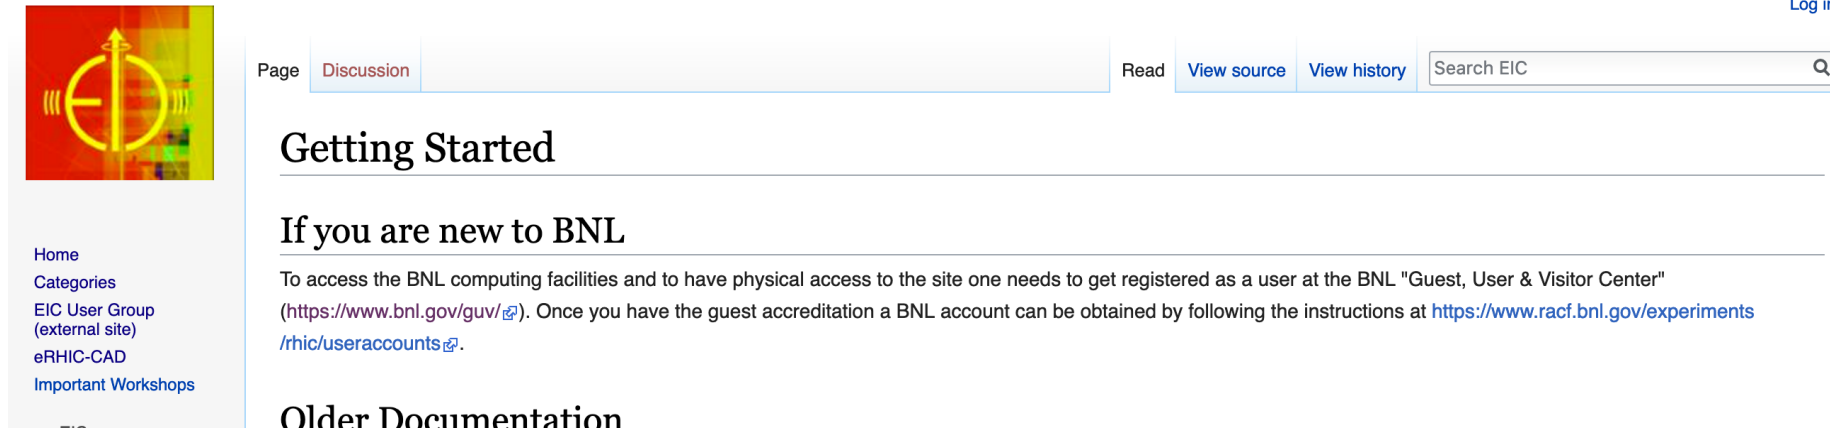 Log in
Page
Discussion
Read
View source
View history
Search EIC
Getting Started
If you are new to BNL
To access the BNL computing facilities and to have physical access to the site one needs to get registered as a user at the BNL "Guest, User & Visitor Center"
(https://www.bnl.gov/guv/). Once you have the guest accreditation a BNL account can be obtained by following the instructions at https://www.racf.bnl.gov/experiments
/rhic/useraccounts.
Older Documentation
Home
Categories
EIC User Group
(external site)
eRHIC-CAD
Important Workshops